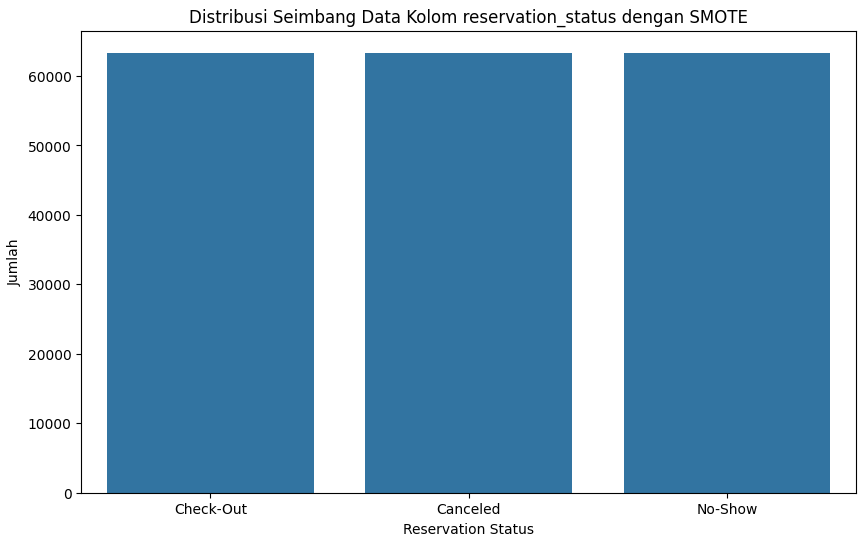 Distribusi Seimbang Data Kolom reservation_status dengan SMOTE
60000
50000
40000
30000
20000
10000
0
Jumlah
Check-Out Canceled No-Show
Reservation Status